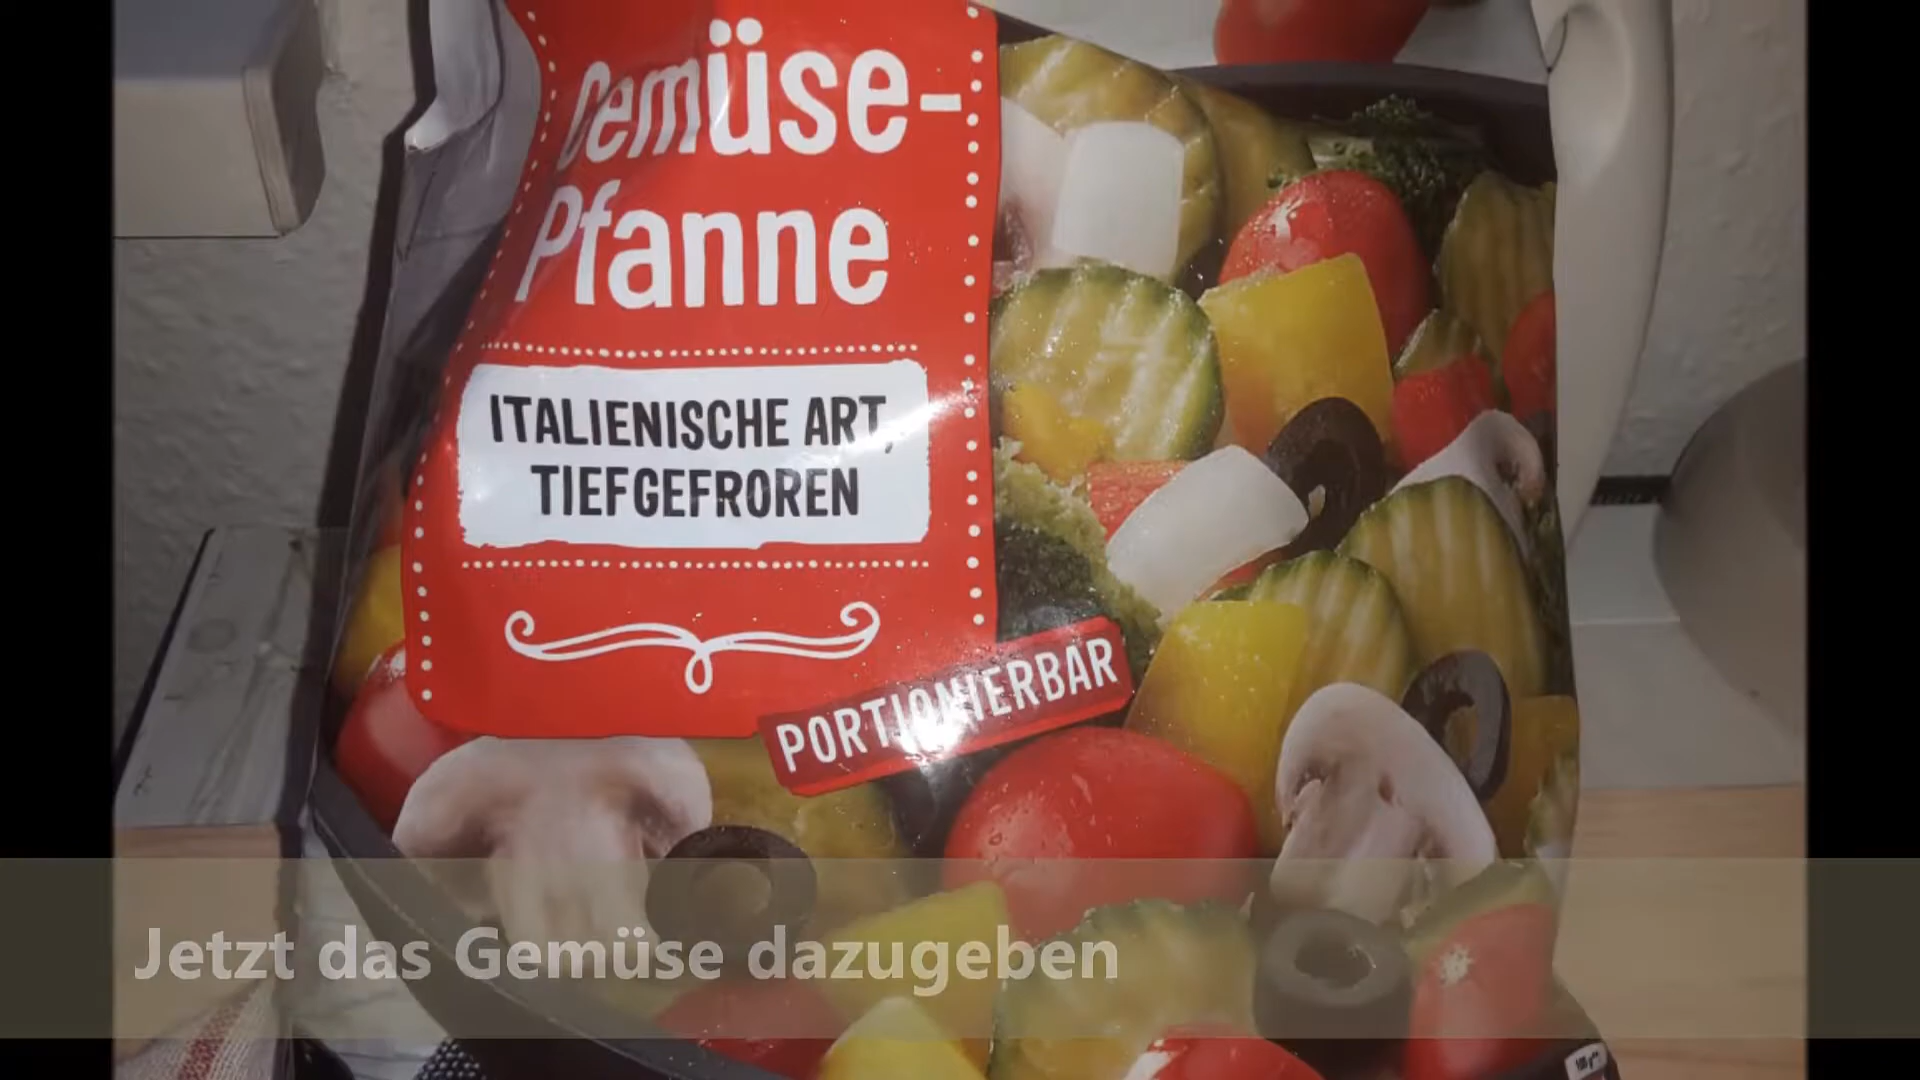 Gemüse-
Pfanne
ITALIENISCHE ART,
TIEFGEFROREN
PORTIONIERBAR
Jetzt das Gemüse dazugeben